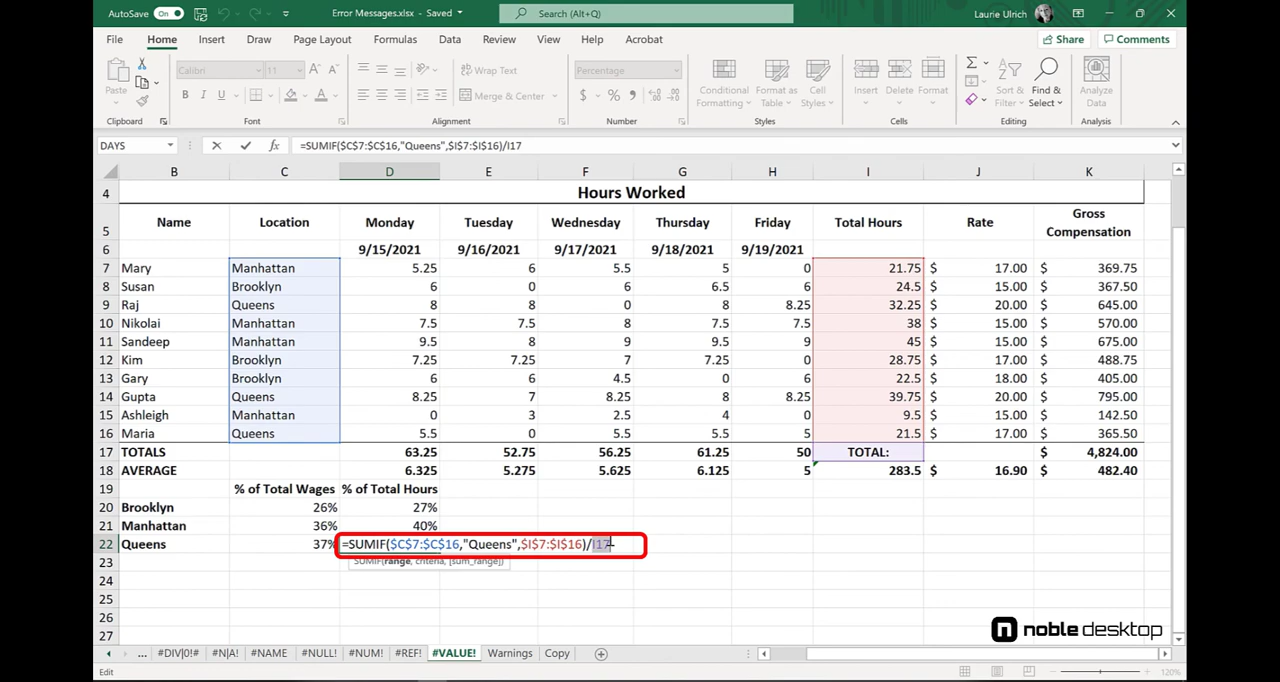 AutoSave On Error Messages.xlsx - Saved Search (Alt+Q) Laurie Ulrich
File Home Insert Draw Page Layout Formulas Data Review View Help Acrobat Share Comments
Paste Calibri 11 A A Wrap Text Percentage Conditional Formatting Format as Table Cell Styles Insert Delete Format Sort & Filter Find & Select Analyze Data
B I U A Merge & Center $ % ,
Clipboard Font Alignment Number Styles Cells Editing Analysis
DAYS fx =SUMIF($C$7:$C$16,"Queens",$I$7:$I$16)/I17
B C D E F G H I J K
4 Hours Worked
5 Name Location Monday Tuesday Wednesday Thursday Friday Total Hours Rate Gross Compensation
6 9/15/2021 9/16/2021 9/17/2021 9/18/2021 9/19/2021
7 Mary Manhattan 5.25 6 5.5 5 0 21.75 $ 17.00 $ 369.75
8 Susan Brooklyn 6 0 6 6.5 6 24.5 $ 15.00 $ 367.50
9 Raj Queens 8 8 0 8 8.25 32.25 $ 20.00 $ 645.00
10 Nikolai Manhattan 7.5 7.5 8 7.5 7.5 38 $ 15.00 $ 570.00
11 Sandeep Manhattan 9.5 8 9 9.5 9 45 $ 15.00 $ 675.00
12 Kim Brooklyn 7.25 7.25 7 7.25 0 28.75 $ 17.00 $ 488.75
13 Gary Brooklyn 6 6 4.5 0 6 22.5 $ 18.00 $ 405.00
14 Gupta Queens 8.25 7 8.25 8 8.25 39.75 $ 20.00 $ 795.00
15 Ashleigh Manhattan 0 3 2.5 4 0 9.5 $ 15.00 $ 142.50
16 Maria Queens 5.5 0 5.5 5.5 5 21.5 $ 17.00 $ 365.50
17 TOTALS 63.25 52.75 56.25 61.25 50 TOTAL: $ 4,824.00
18 AVERAGE 6.325 5.275 5.625 6.125 5 283.5 $ 16.90 $ 482.40
19 % of Total Wages % of Total Hours
20 Brooklyn 26% 27%
21 Manhattan 36% 40%
22 Queens 37% =SUMIF($C$7:$C$16,"Queens",$I$7:$I$16)/I17
23 SUMIF(range, criteria, [sum_range])
24
25
26
27
n noble desktop
... #DIV|0!# #N|A! #NAME #NULL! #NUM! #REF! #VALUE! Warnings Copy
Edit 120%